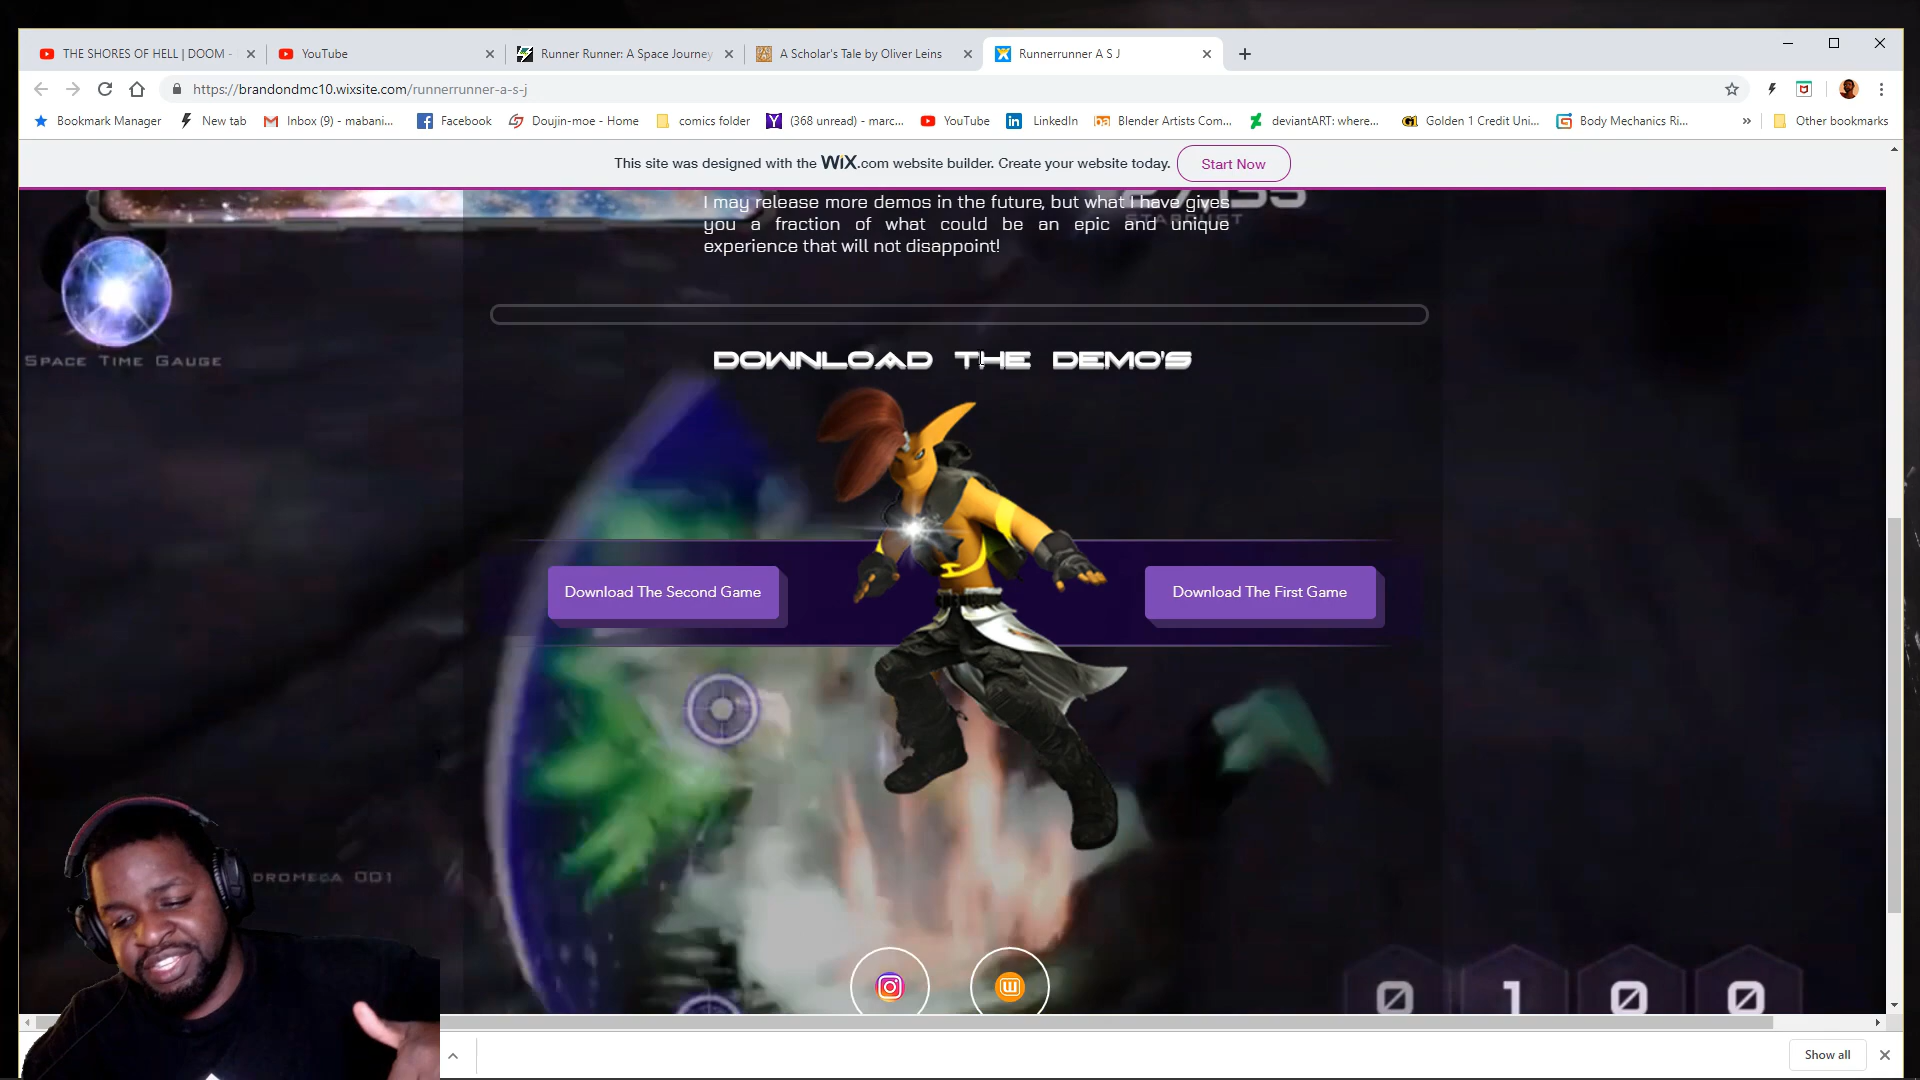 THE SHORES OF HELL | DOOM -
YouTube
Runner Runner: A Space Journey
A Scholar's Tale by Oliver Leins
Runnerrunner A S J
https://brandondmc10.wixsite.com/runnerrunner-a-s-j
Bookmark Manager
New tab
Inbox (9) - mabani...
Facebook
Doujin-moe - Home
comics folder
(368 unread) - marc...
YouTube
LinkedIn
Blender Artists Com...
deviantART: where...
Golden 1 Credit Uni...
Body Mechanics Ri...
Other bookmarks
This site was designed with the WiX.com website builder. Create your website today.
Start Now
I may release more demos in the future, but what I have gives
you a fraction of what could be an epic and unique
experience that will not disappoint!
STARDUST
SPACE TIME GAUGE
DOWNLOAD THE DEMO'S
Download The Second Game
Download The First Game
DROMEGA 001
0 1 0 0
Show all